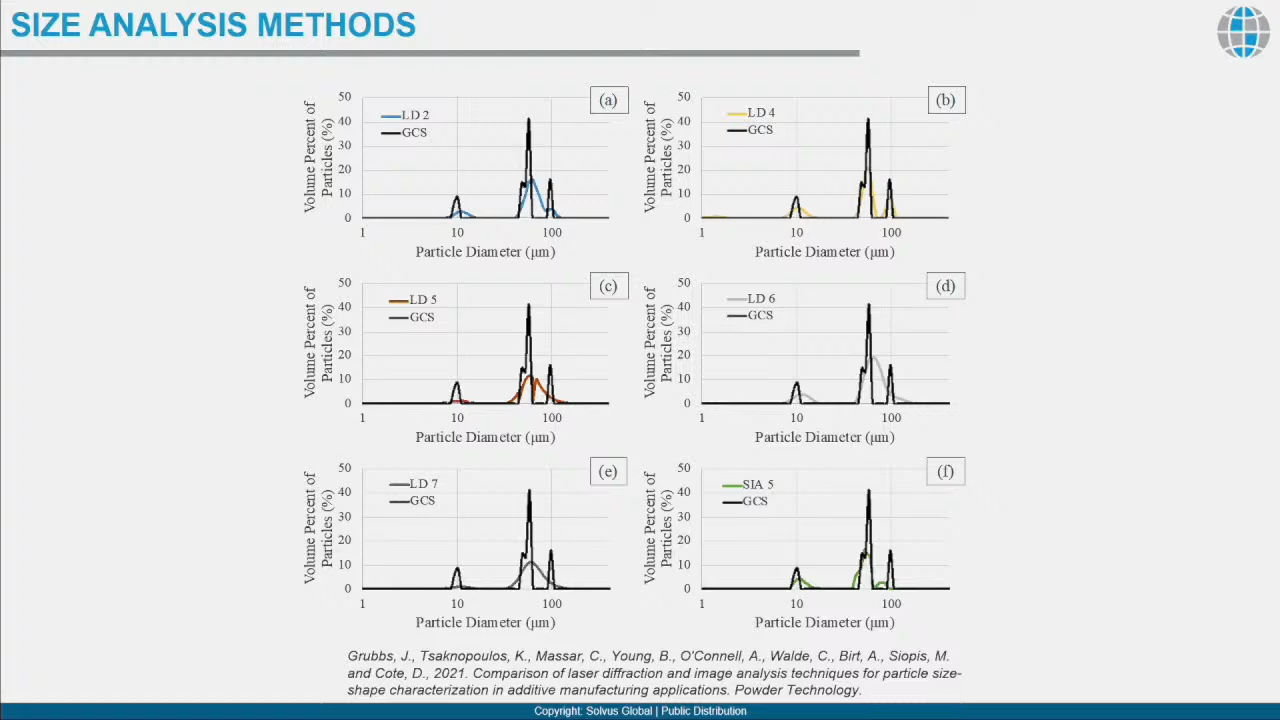 SIZE ANALYSIS METHODS
(a)
Volume Percent of
Particles (%)
50
40
30
20
10
0
LD 2
GCS
1
10
100
Particle Diameter (μm)
(b)
Volume Percent of
Particles (%)
50
40
30
20
10
0
LD 4
GCS
1
10
100
Particle Diameter (μm)
(c)
Volume Percent of
Particles (%)
50
40
30
20
10
0
LD 5
GCS
1
10
100
Particle Diameter (μm)
(d)
Volume Percent of
Particles (%)
50
40
30
20
10
0
LD 6
GCS
1
10
100
Particle Diameter (μm)
(e)
Volume Percent of
Particles (%)
50
40
30
20
10
0
LD 7
GCS
1
10
100
Particle Diameter (μm)
(f)
Volume Percent of
Particles (%)
50
40
30
20
10
0
SIA 5
GCS
1
10
100
Particle Diameter (μm)
Grubbs, J., Tsaknopoulos, K., Massar, C., Young, B., O'Connell, A., Walde, C., Birt, A., Siopis, M.
and Cote, D., 2021. Comparison of laser diffraction and image analysis techniques for particle size-
shape characterization in additive manufacturing applications. Powder Technology.
Copyright: Solvus Global | Public Distribution